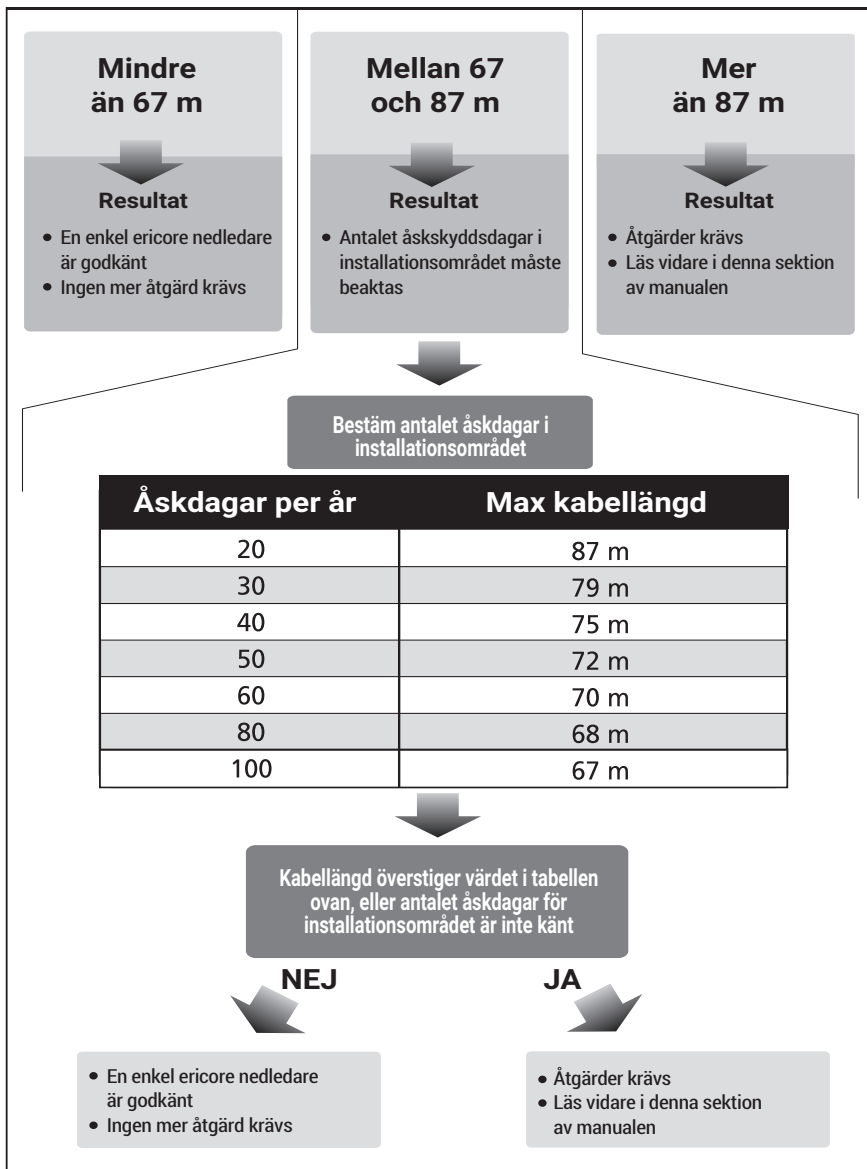 Mindre
än 67 m
Resultat
• En enkel ericore nedledare
är godkänt
• Ingen mer åtgärd krävs
Mellan 67
och 87 m
Resultat
• Antalet åskskyddsdagar i
installationsområdet måste
beaktas
Mer
än 87 m
Resultat
• Åtgärder krävs
• Läs vidare i denna sektion
av manualen
Bestäm antalet åskdagar i
installationsområdet
Åskdagar per år Max kabellängd
20 87 m
30 79 m
40 75 m
50 72 m
60 70 m
80 68 m
100 67 m
Kabellängd överstiger värdet i tabellen
ovan, eller antalet åskdagar för
installationsområdet är inte känt
NEJ JA
• En enkel ericore nedledare
är godkänt
• Ingen mer åtgärd krävs
• Åtgärder krävs
• Läs vidare i denna sektion
av manualen